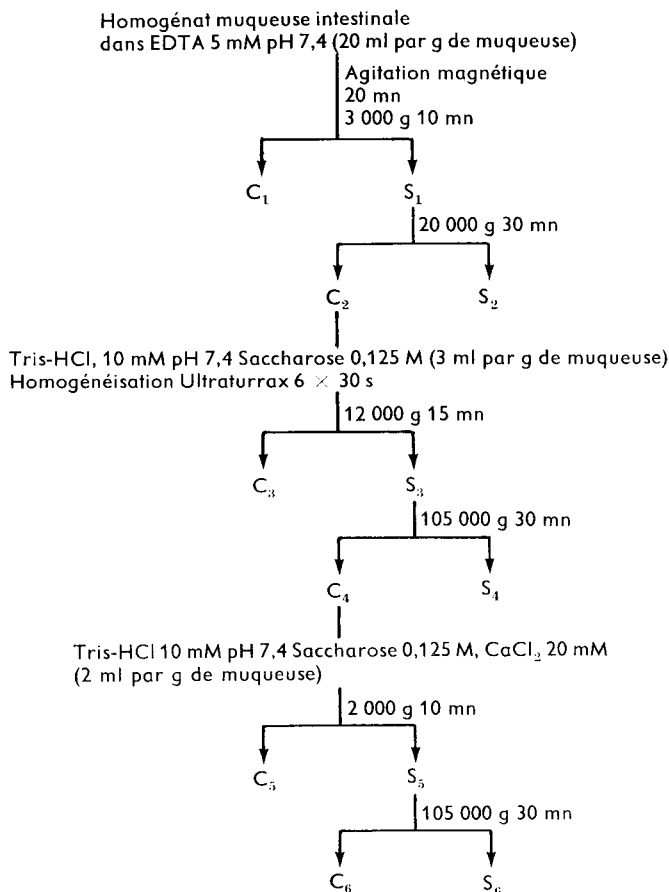 Homogénat muqueuse intestinale
dans EDTA 5 mM pH 7,4 (20 ml par g de muqueuse)
Agitation magnétique
20 mn
3 000 g 10 mn
C₁ S₁
20 000 g 30 mn
C₂ S₂
Tris-HCl, 10 mM pH 7,4 Saccharose 0,125 M (3 ml par g de muqueuse)
Homogénéisation Ultraturrax 6 × 30 s
12 000 g 15 mn
C₃ S₃
105 000 g 30 mn
C₄ S₄
Tris-HCl 10 mM pH 7,4 Saccharose 0,125 M, CaCl₂ 20 mM
(2 ml par g de muqueuse)
2 000 g 10 mn
C₅ S₅
105 000 g 30 mn
C₆ S₆